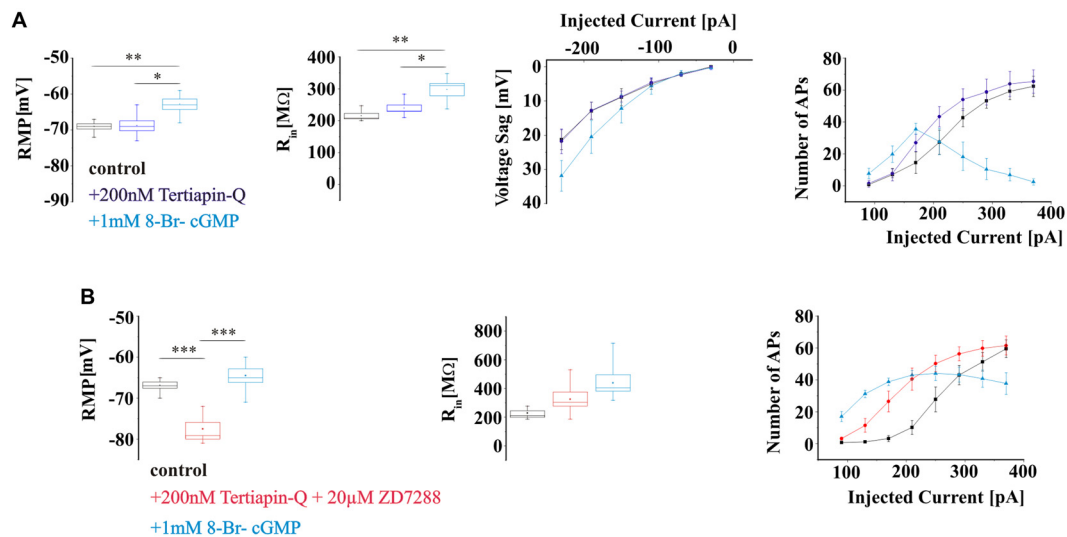 A
RMP[mV]
-50
-60
-70
-80
-90
**
*
control
+200nM Tertiapin-Q
+1mM 8-Br- cGMP
Rin[MΩ]
400
300
200
100
0
**
*
Injected Current [pA]
-200
-100
0
Voltage Sag [mV]
0
10
20
30
40
Number of APs
80
60
40
20
0
100
200
300
400
Injected Current [pA]
B
RMP[mV]
-50
-60
-70
-80
***
***
control
+200nM Tertiapin-Q + 20µM ZD7288
+1mM 8-Br- cGMP
Rin[MΩ]
800
600
400
200
0
Number of APs
80
60
40
20
0
100
200
300
400
Injected Current [pA]